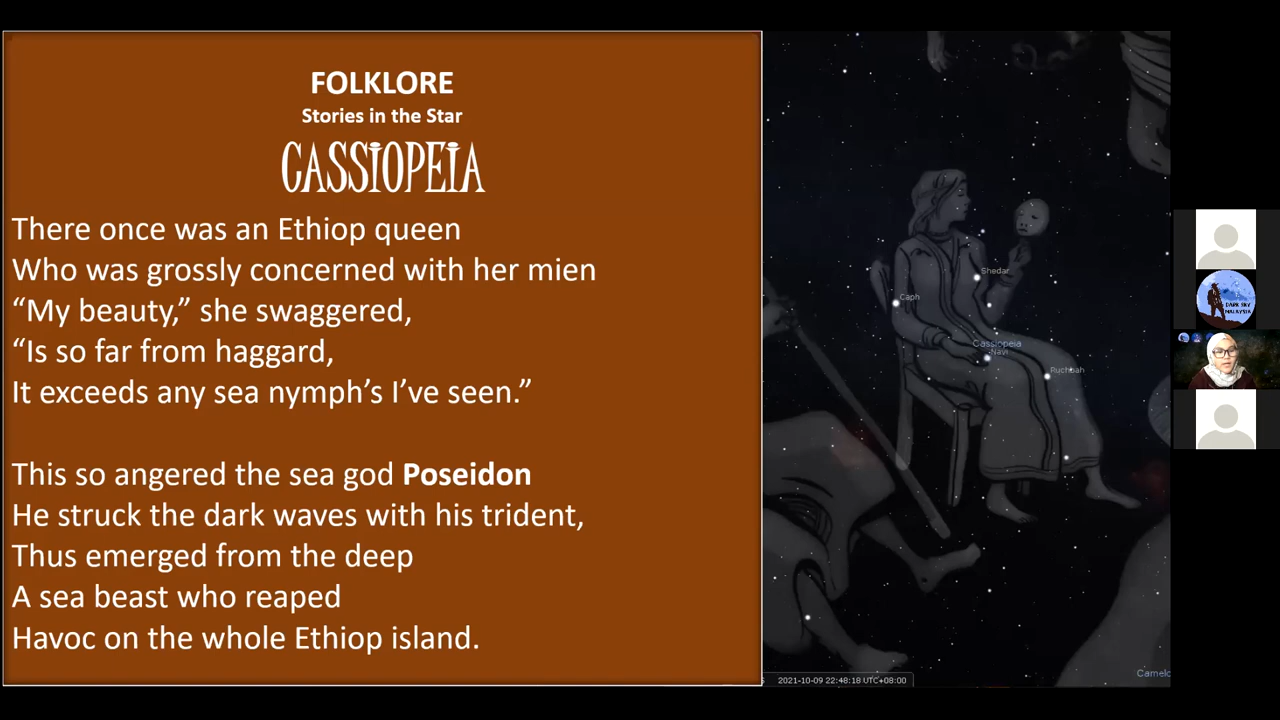 FOLKLORE
Stories in the Star
CASSIOPEIA
There once was an Ethiop queen
Who was grossly concerned with her mien
“My beauty,” she swaggered,
“Is so far from haggard,
It exceeds any sea nymph’s I’ve seen.”
This so angered the sea god Poseidon
He struck the dark waves with his trident,
Thus emerged from the deep
A sea beast who reaped
Havoc on the whole Ethiop island.
Shedar
Caph
Cassiopeia
Navi
Ruchbah
2021-10-09 22:48:18 UTC+08:00
DARK SKY
MALAYSIA